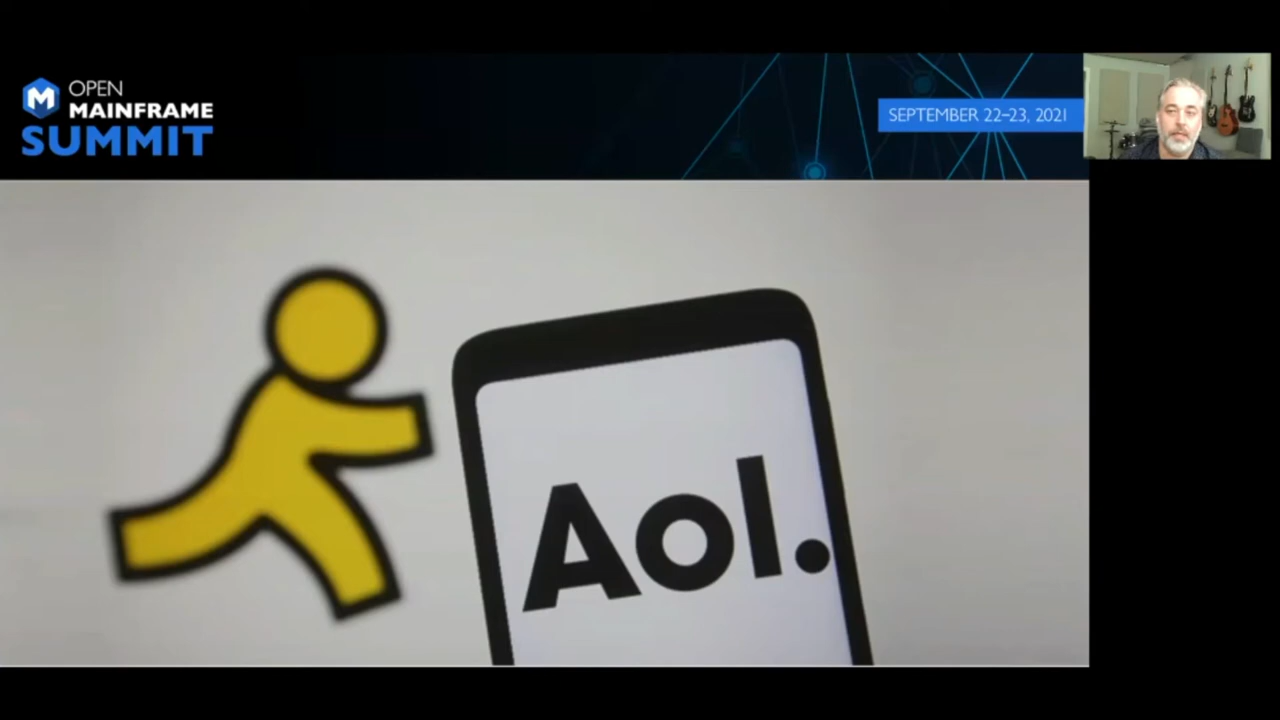 OPEN
MAINFRAME
SUMMIT
SEPTEMBER 22–23, 2021
Aol.